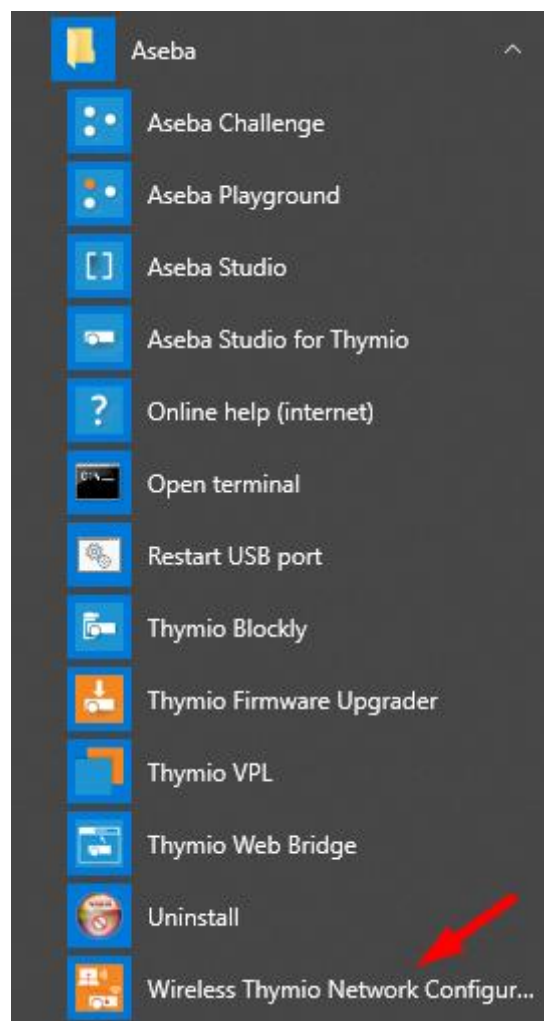 Aseba
Aseba Challenge
Aseba Playground
Aseba Studio
Aseba Studio for Thymio
Online help (internet)
Open terminal
Restart USB port
Thymio Blockly
Thymio Firmware Upgrader
Thymio VPL
Thymio Web Bridge
Uninstall
Wireless Thymio Network Configur...